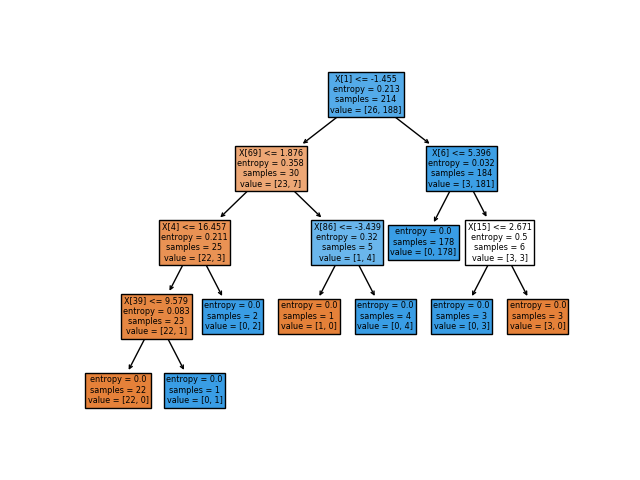 X[1] <= -1.455
entropy = 0.213
samples = 214
value = [26, 188]
X[69] <= 1.876
entropy = 0.358
samples = 30
value = [23, 7]
X[6] <= 5.396
entropy = 0.032
samples = 184
value = [3, 181]
X[4] <= 16.457
entropy = 0.211
samples = 25
value = [22, 3]
X[86] <= -3.439
entropy = 0.32
samples = 5
value = [1, 4]
entropy = 0.0
samples = 178
value = [0, 178]
X[15] <= 2.671
entropy = 0.5
samples = 6
value = [3, 3]
X[39] <= 9.579
entropy = 0.083
samples = 23
value = [22, 1]
entropy = 0.0
samples = 2
value = [0, 2]
entropy = 0.0
samples = 1
value = [1, 0]
entropy = 0.0
samples = 4
value = [0, 4]
entropy = 0.0
samples = 3
value = [0, 3]
entropy = 0.0
samples = 3
value = [3, 0]
entropy = 0.0
samples = 22
value = [22, 0]
entropy = 0.0
samples = 1
value = [0, 1]